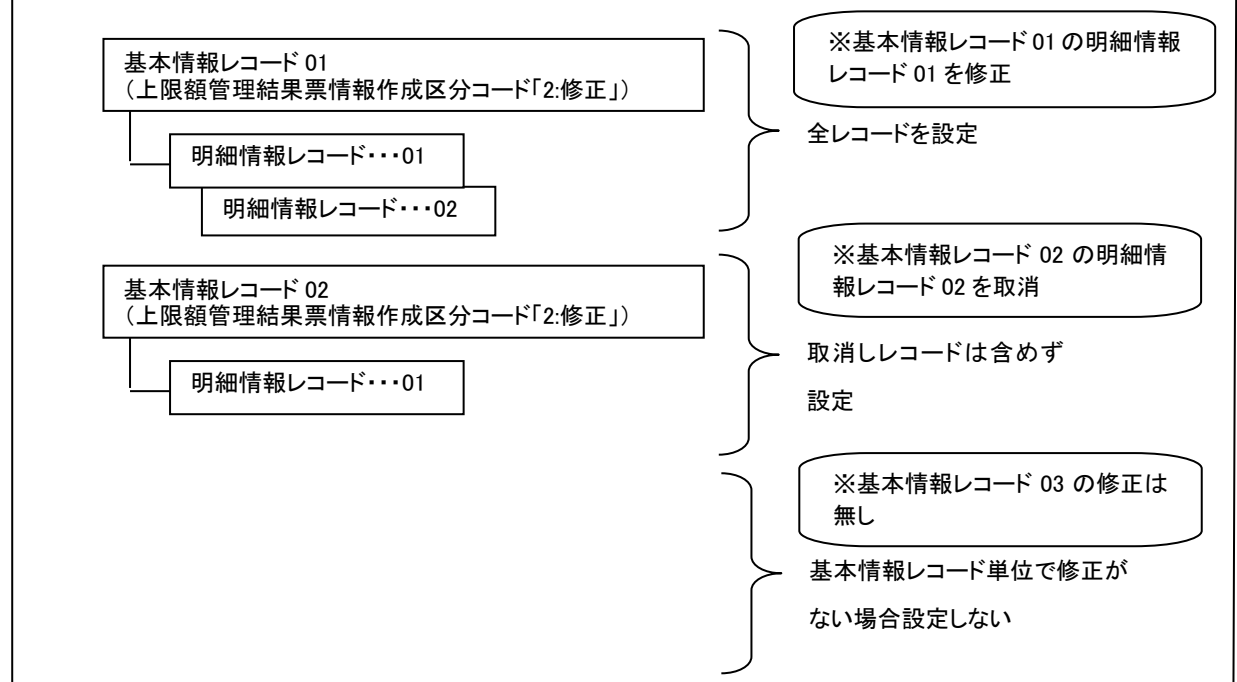 基本情報レコード 01
（上限額管理結果票情報作成区分コード「2:修正」）
明細情報レコード・・・01
明細情報レコード・・・02
※基本情報レコード 01 の明細情報
レコード 01 を修正
全レコードを設定
基本情報レコード 02
（上限額管理結果票情報作成区分コード「2:修正」）
明細情報レコード・・・01
※基本情報レコード 02 の明細情
報レコード 02 を取消
取消しレコードは含めず
設定
※基本情報レコード 03 の修正は
無し
基本情報レコード単位で修正が
ない場合設定しない